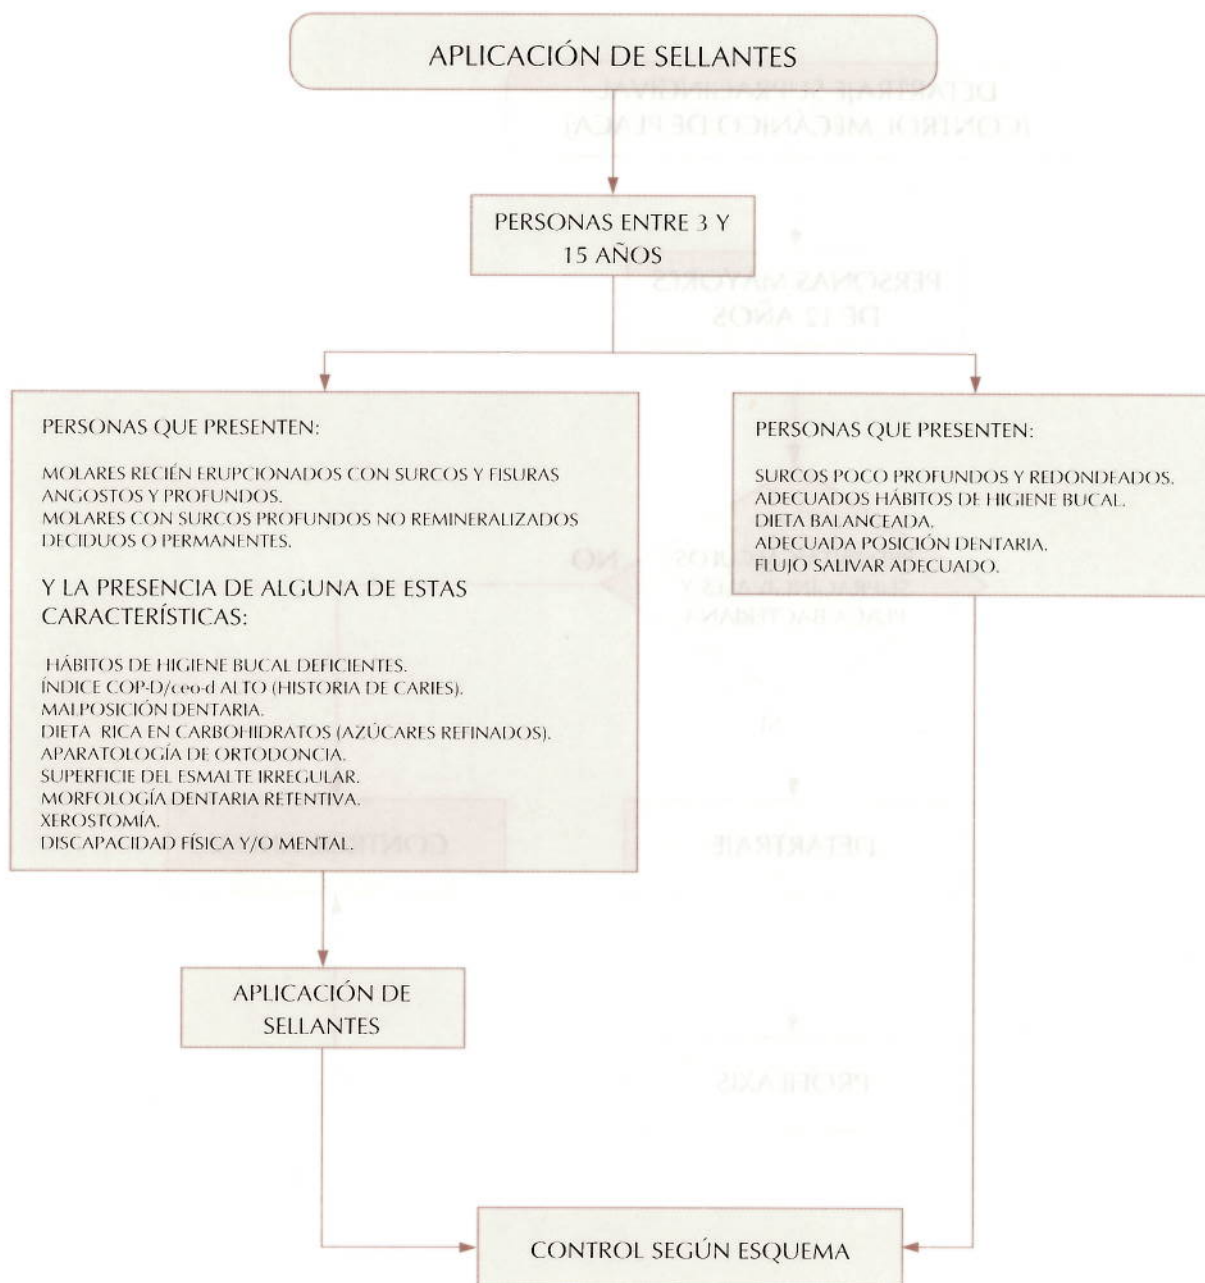 APLICACIÓN DE SELLANTES
PERSONAS ENTRE 3 Y
15 AÑOS
PERSONAS QUE PRESENTEN:
MOLARES RECIÉN ERUPCIONADOS CON SURCOS Y FISURAS
ANGOSTOS Y PROFUNDOS.
MOLARES CON SURCOS PROFUNDOS NO REMINERALIZADOS
DECIDUOS O PERMANENTES.
Y LA PRESENCIA DE ALGUNA DE ESTAS
CARACTERÍSTICAS:
HÁBITOS DE HIGIENE BUCAL DEFICIENTES.
ÍNDICE COP-D/ceo-d ALTO (HISTORIA DE CARIES).
MALPOSICIÓN DENTARIA.
DIETA RICA EN CARBOHIDRATOS (AZÚCARES REFINADOS).
APARATOLOGÍA DE ORTODONCIA.
SUPERFICIE DEL ESMALTE IRREGULAR.
MORFOLOGÍA DENTARIA RETENTIVA.
XEROSTOMÍA.
DISCAPACIDAD FÍSICA Y/O MENTAL.
PERSONAS QUE PRESENTEN:
SURCOS POCO PROFUNDOS Y REDONDEADOS.
ADECUADOS HÁBITOS DE HIGIENE BUCAL.
DIETA BALANCEADA.
ADECUADA POSICIÓN DENTARIA.
FLUJO SALIVAR ADECUADO.
APLICACIÓN DE
SELLANTES
CONTROL SEGÚN ESQUEMA